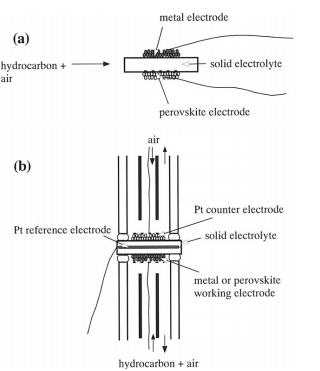 metal electrode
(a)
hydrocarbon +
air
solid electrolyte
perovskite electrode
(b)
air
Pt counter electrode
Pt reference electrode
solid electrolyte
metal or perovskite
working electrode
hydrocarbon + air